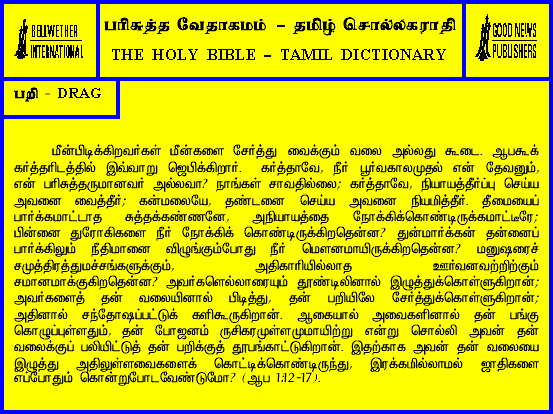 BELLWETHER
INTERNATIONAL
பரிசுத்த வேதாகமம் – தமிழ் சொல்லகராதி
THE HOLY BIBLE – TAMIL DICTIONARY
GOOD NEWS
PUBLISHERS
பறி - DRAG
மீன்பிடிக்கிறவர்கள் மீன்களை சேர்த்து வைக்கும் வலை அல்லது கூடை. ஆபகூக்
கர்த்தரிடத்தில் இவ்வாறு ஜெபிக்கிறார். கர்த்தாவே, நீர் பூர்வகாலமுதல் என் தேவனும்,
என் பரிசுத்தருமானவர் அல்லவா? நாங்கள் சாவதில்லை; கர்த்தாவே, நியாயத்தீர்ப்பு செய்ய
அவனை வைத்தீர்; கன்மலையே, தண்டனை செய்ய அவனை நியமித்தீர். தீமையைப்
பார்க்கமாட்டாத சுத்தக்கண்ணனே, அநியாயத்தை நோக்கிக்கொண்டிருக்கமாட்டீரே;
பின்னை துரோகிகளை நீர் நோக்கிக் கொண்டிருக்கிறதென்ன? துன்மார்க்கன் தன்னைப்
பார்க்கிலும் நீதிமானை விழுங்கும்போது நீர் மௌனமாயிருக்கிறதென்ன? மனுஷரைச்
சமுத்திரத்துமச்சங்களுக்கும், அதிகாரியில்லாத ஊர்வனவற்றிற்கும்
சமானமாக்குகிறதென்ன? அவர்களெல்லாரையும் தூண்டிலினால் இழுத்துக்கொள்ளுகிறான்;
அவர்களைத் தன் வலையினால் பிடித்து, தன் பறியிலே சேர்த்துக்கொள்ளுகிறான்;
அதினால் சந்தோஷப்பட்டுக் களிகூருகிறான். ஆகையால் அவைகளினால் தன் பங்கு
கொழுப்புள்ளதும், தன் போஜனம் ருசிகரமுள்ளமுமாயிற்று என்று சொல்லி அவன் தன்
வலைக்குப் பலியிட்டுத் தன் பறிக்குத் தூபங்காட்டுகிறான். இதற்காக அவன் தன் வலையை
இழுத்து அதிலுள்ளவைகளைக் கொட்டிக்கொண்டிருந்து, இரக்கமில்லாமல் ஜாதிகளை
எப்போதும் கொன்றுபோடவேண்டுமோ? (ஆப 1:12-17).